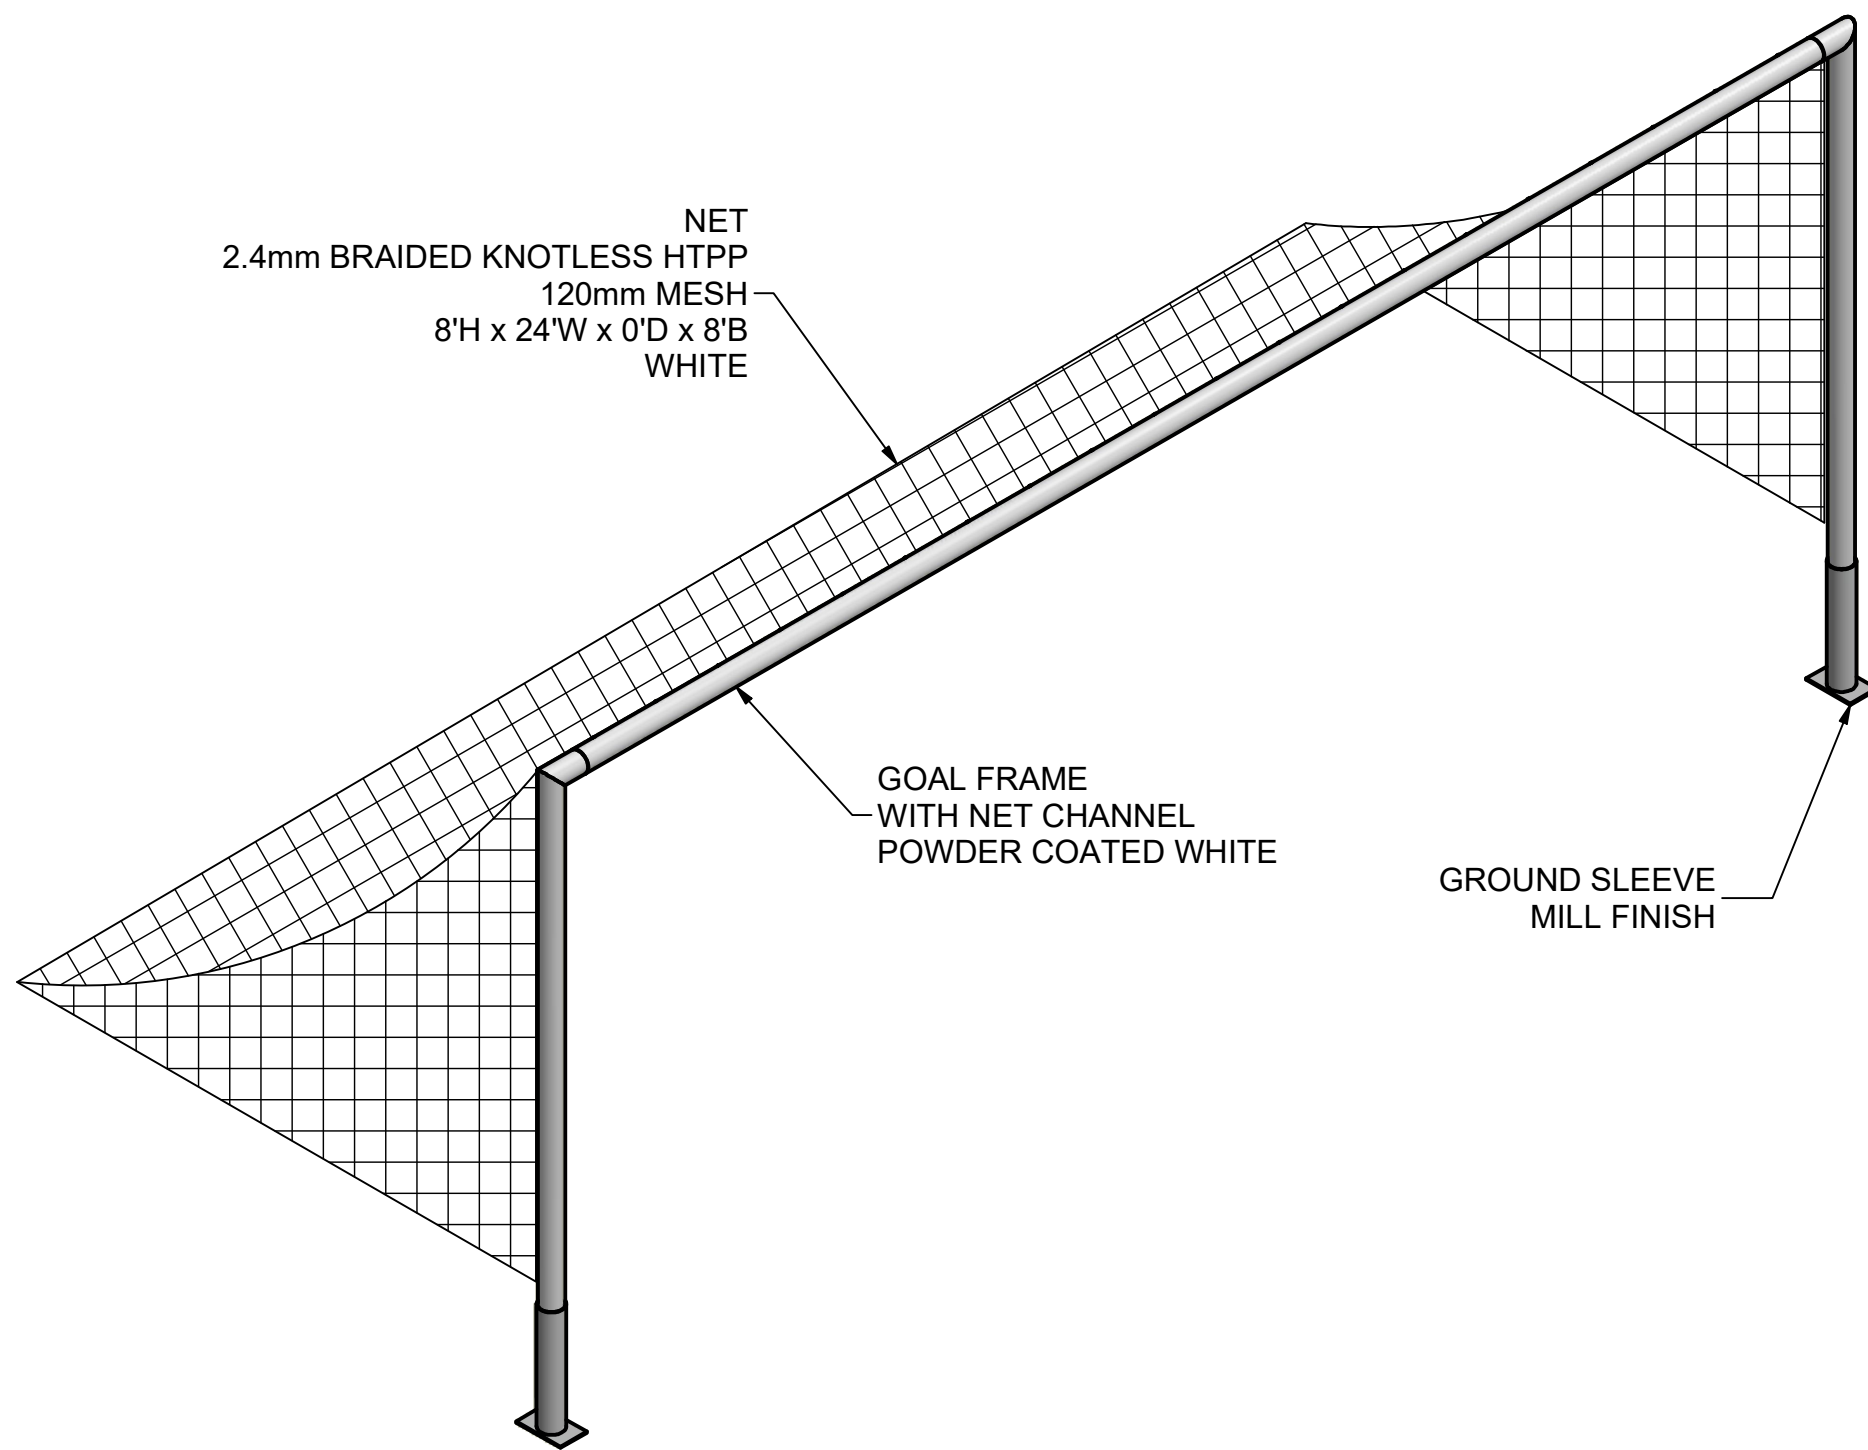 NET
2.4mm BRAIDED KNOTLESS HTPP
120mm MESH
8'H x 24'W x 0'D x 8'B
WHITE
GOAL FRAME
WITH NET CHANNEL
POWDER COATED WHITE
GROUND SLEEVE
MILL FINISH